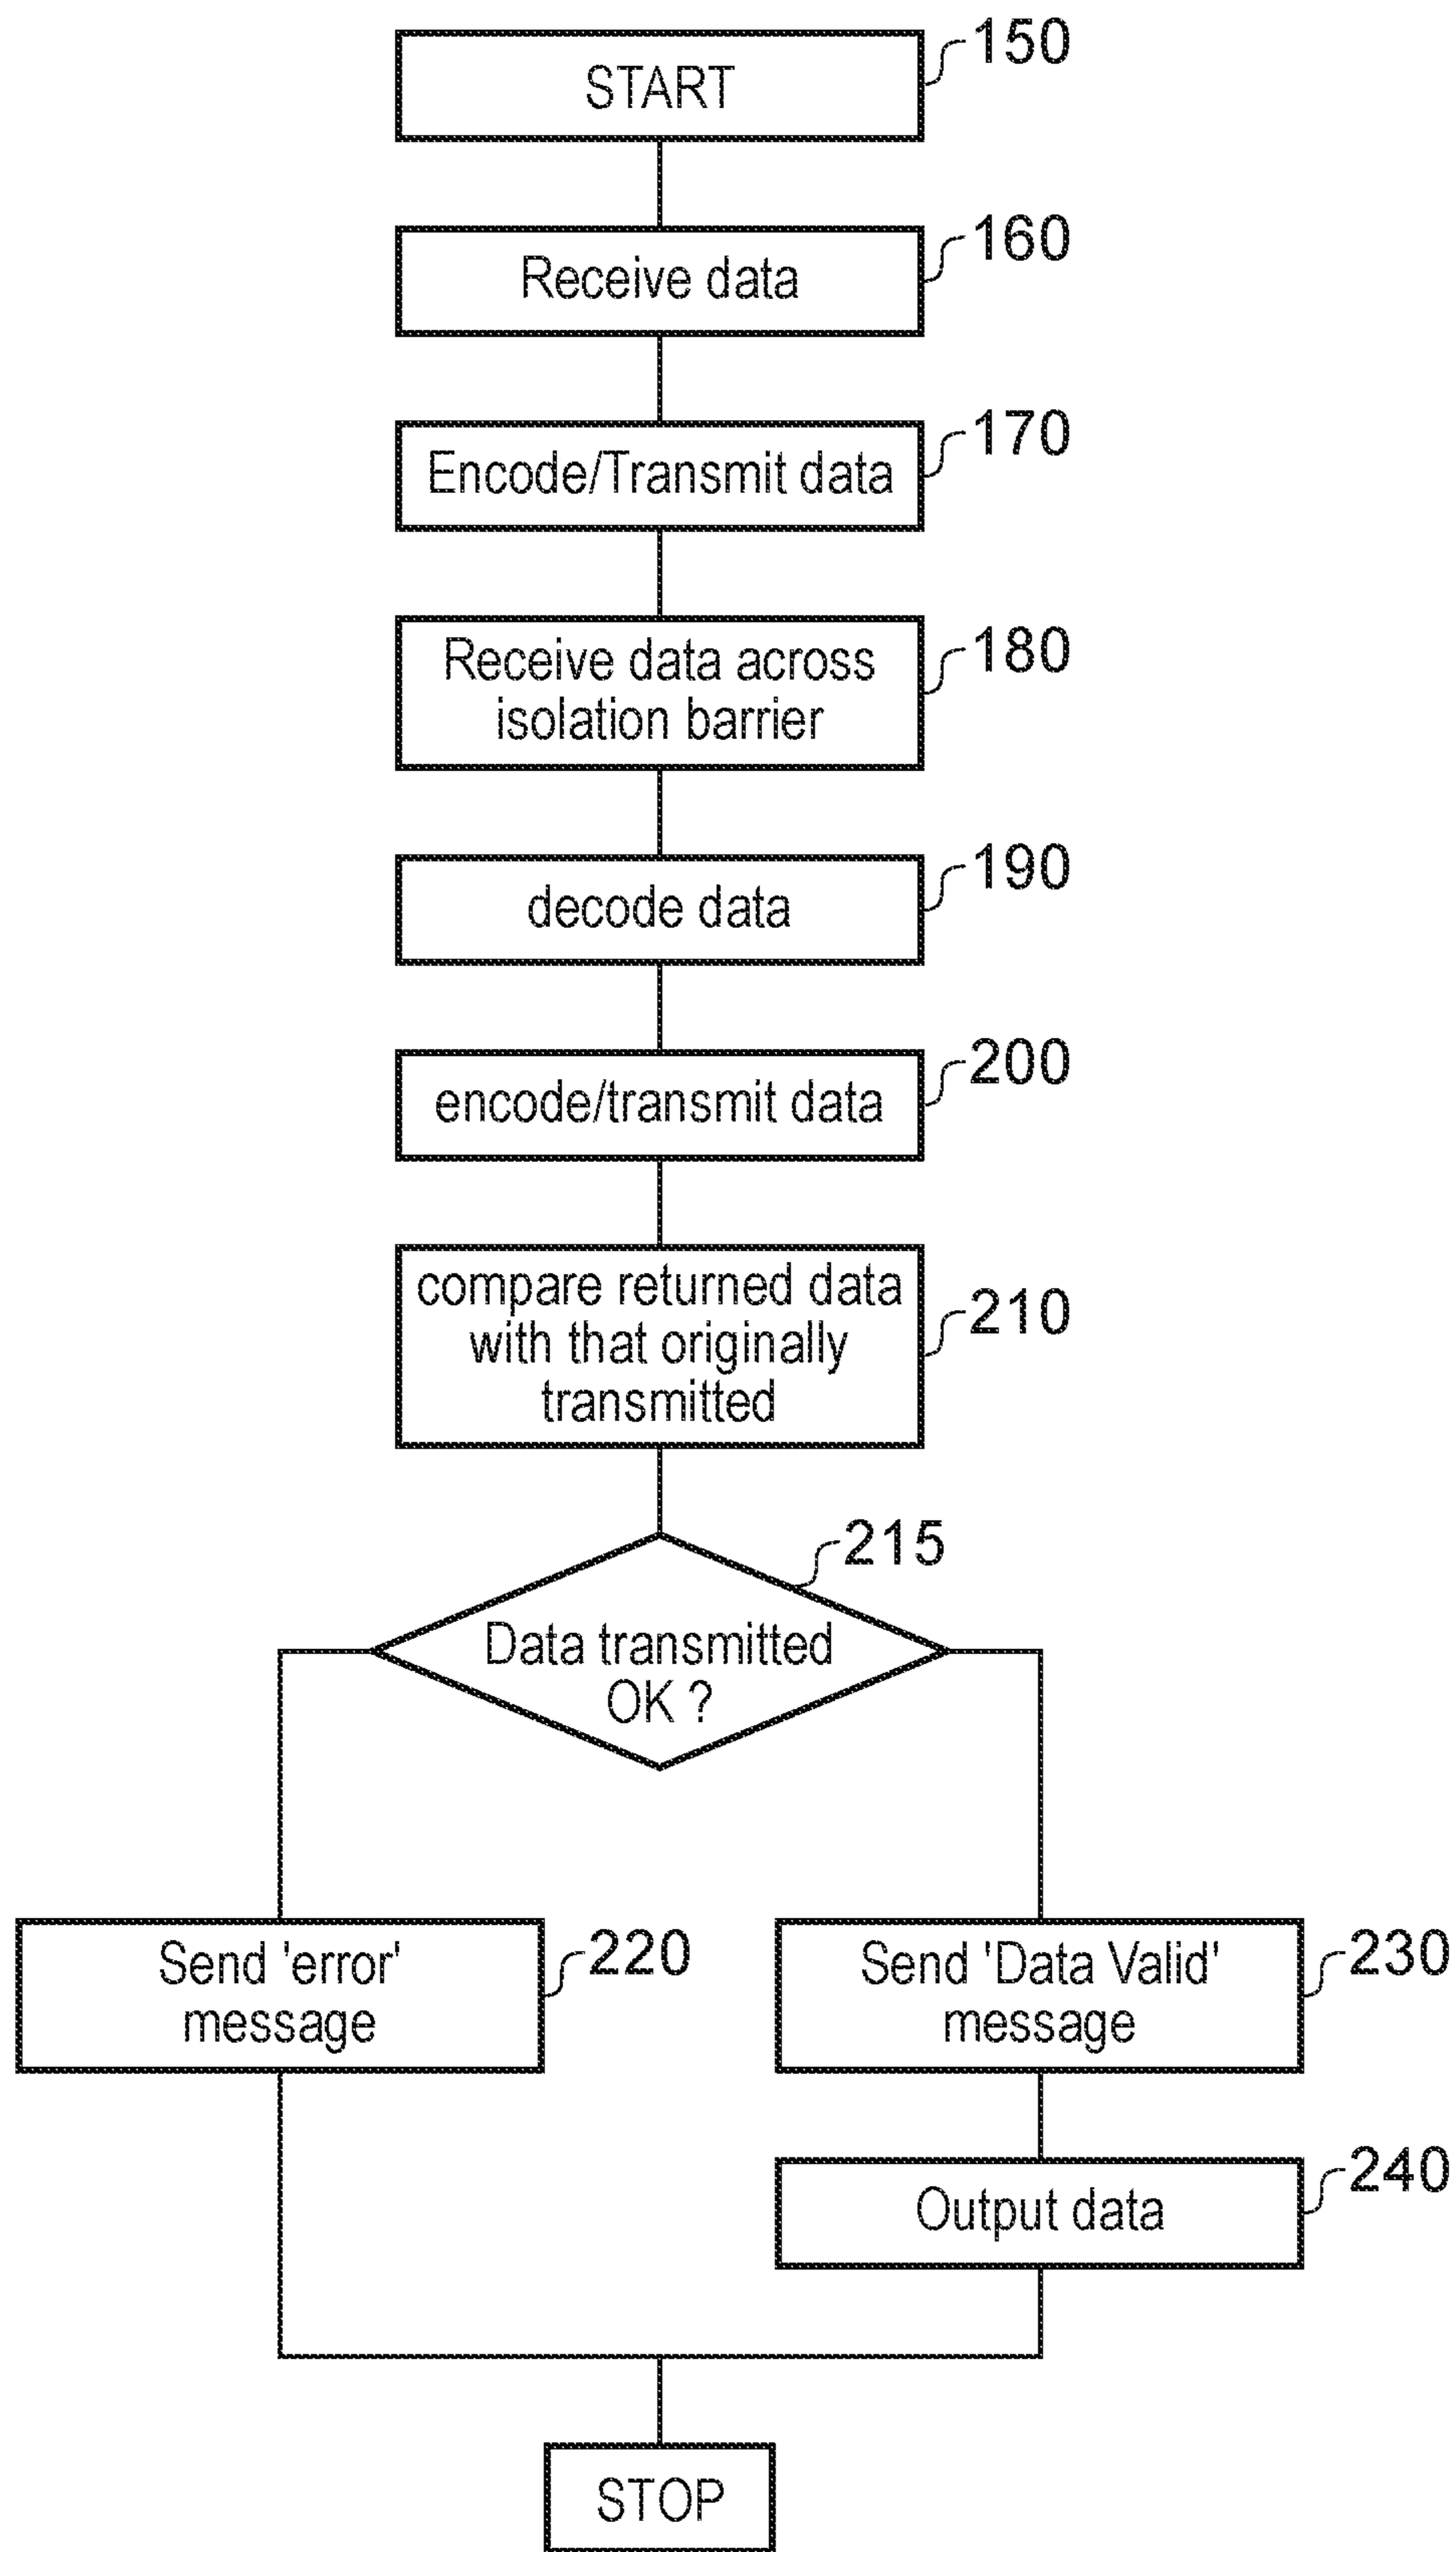 START
150
Receive data
160
Encode/Transmit data
170
Receive data across
isolation barrier
180
decode data
190
encode/transmit data
200
compare returned data
with that originally
transmitted
210
215
Data transmitted
OK ?
Send 'error'
message
220
Send 'Data Valid'
message
230
Output data
240
STOP